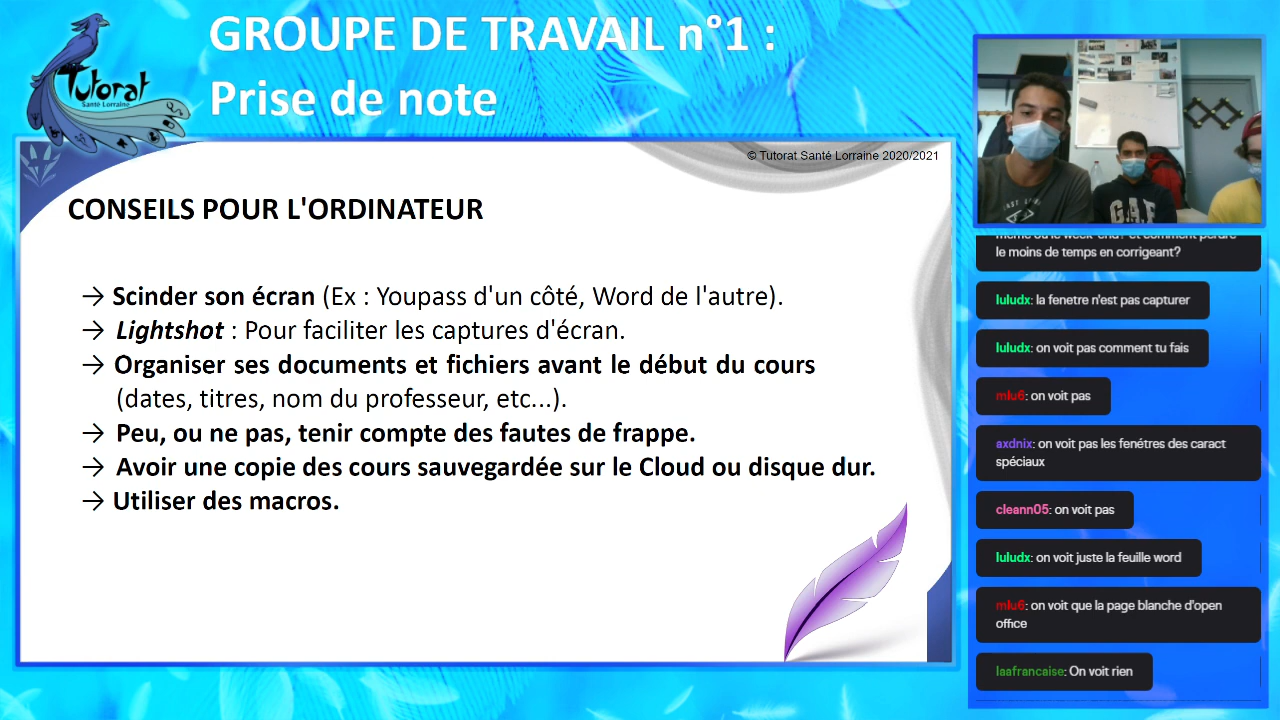 GROUPE DE TRAVAIL n°1 :
Prise de note
Tutorat
Santé Lorraine
© Tutorat Santé Lorraine 2020/2021
CONSEILS POUR L'ORDINATEUR
→ Scinder son écran (Ex : Youpass d'un côté, Word de l'autre).
→ Lightshot : Pour faciliter les captures d'écran.
→ Organiser ses documents et fichiers avant le début du cours
(dates, titres, nom du professeur, etc...).
→ Peu, ou ne pas, tenir compte des fautes de frappe.
→ Avoir une copie des cours sauvegardée sur le Cloud ou disque dur.
→ Utiliser des macros.
GAF
le moins de temps en corrigeant?
luludx: la fenetre n'est pas capturer
luludx: on voit pas comment tu fais
mlu6: on voit pas
axdnix: on voit pas les fenétres des caract
spéciaux
cleann05: on voit pas
luludx: on voit juste la feuille word
mlu6: on voit que la page blanche d'open
office
laafrancaise: On voit rien